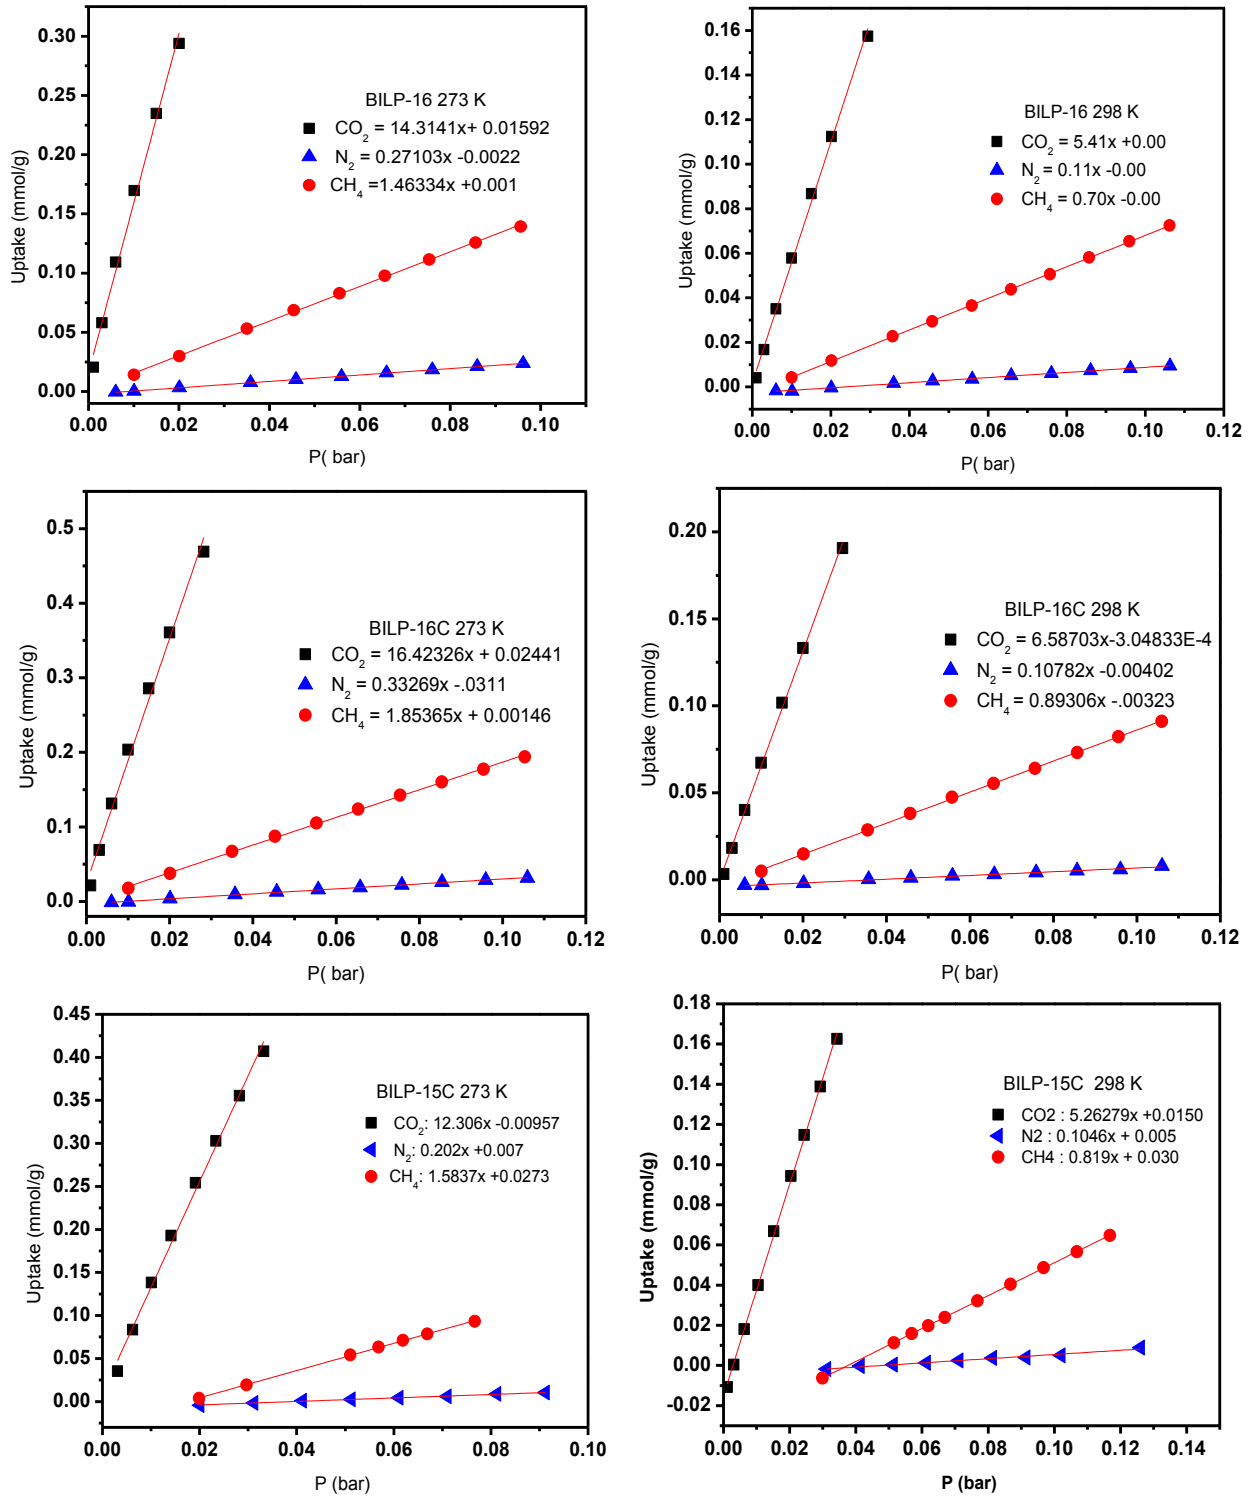 BILP-16 273 K
CO2 = 14.3141x+ 0.01592
N2 = 0.27103x -0.0022
CH4 =1.46334x +0.001
Uptake (mmol/g)
0.30
0.25
0.20
0.15
0.10
0.05
0.00
0.00 0.02 0.04 0.06 0.08 0.10
P( bar)
BILP-16 298 K
CO2 = 5.41x +0.00
N2 = 0.11x -0.00
CH4 = 0.70x -0.00
Uptake (mmol/g)
0.16
0.14
0.12
0.10
0.08
0.06
0.04
0.02
0.00
0.00 0.02 0.04 0.06 0.08 0.10 0.12
P( bar)
BILP-16C 273 K
CO2 = 16.42326x + 0.02441
N2 = 0.33269x -.0311
CH4 = 1.85365x + 0.00146
Uptake (mmol/g)
0.5
0.4
0.3
0.2
0.1
0.0
0.00 0.02 0.04 0.06 0.08 0.10 0.12
P( bar)
BILP-16C 298 K
CO2 = 6.58703x-3.04833E-4
N2 = 0.10782x -0.00402
CH4 = 0.89306x -.00323
Uptake (mmol/g)
0.20
0.15
0.10
0.05
0.00
0.00 0.02 0.04 0.06 0.08 0.10 0.12
P( bar)
BILP-15C 273 K
CO2: 12.306x -0.00957
N2: 0.202x +0.007
CH4: 1.5837x +0.0273
Uptake (mmol/g)
0.45
0.40
0.35
0.30
0.25
0.20
0.15
0.10
0.05
0.00
0.00 0.02 0.04 0.06 0.08 0.10
P (bar)
BILP-15C 298 K
CO2 : 5.26279x +0.0150
N2 : 0.1046x + 0.005
CH4 : 0.819x + 0.030
Uptake (mmol/g)
0.18
0.16
0.14
0.12
0.10
0.08
0.06
0.04
0.02
0.00
-0.02
0.00 0.02 0.04 0.06 0.08 0.10 0.12 0.14
P (bar)